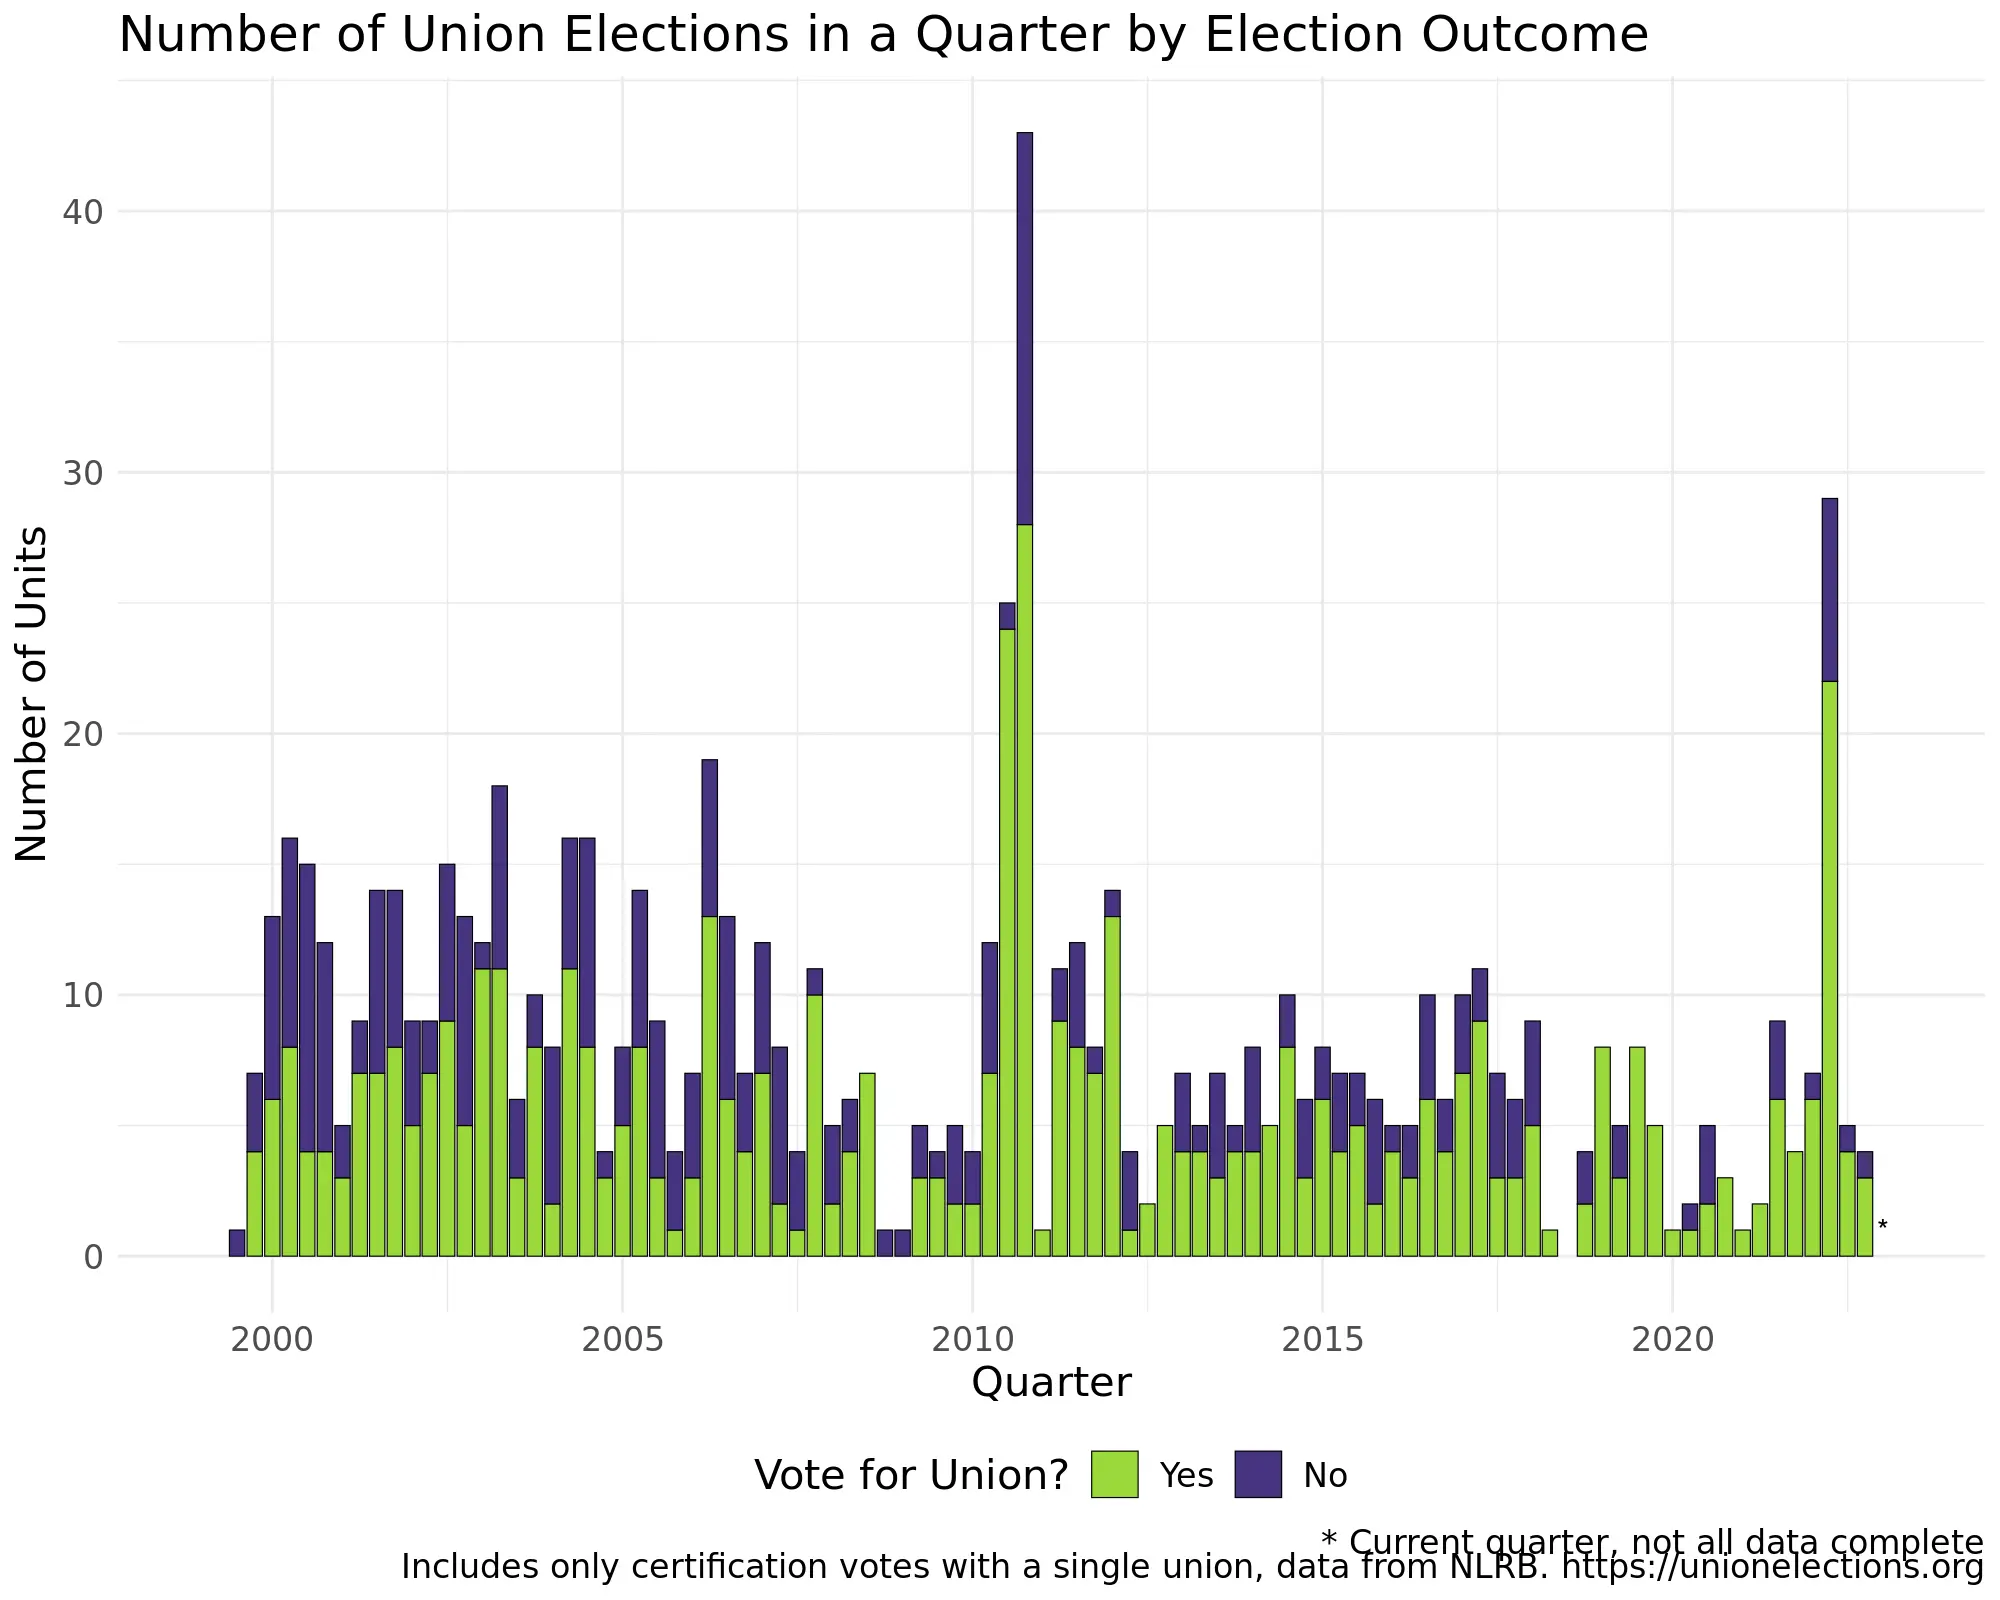 Number of Union Elections in a Quarter by Election Outcome
Number of Units
40
30
20
10
0
*
2000 2005 2010 2015 2020
Quarter
Vote for Union? Yes No
* Current quarter, not all data complete
Includes only certification votes with a single union, data from NLRB. https://unionelections.org